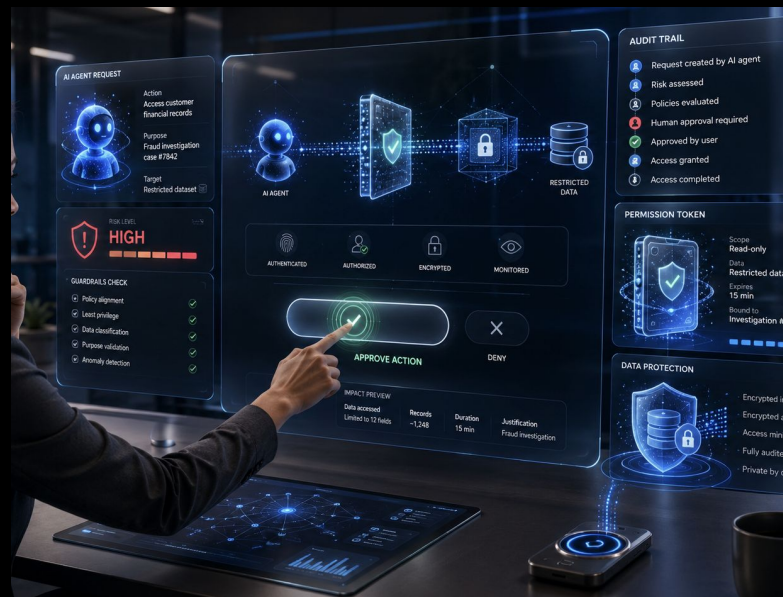 AI AGENT REQUEST
Action
Access customer
financial records
Purpose
Fraud investigation
case #7842
Target
Restricted dataset
RISK LEVEL
HIGH
GUARDRAILS CHECK
Policy alignment
Least privilege
Data classification
Purpose validation
Anomaly detection
AI AGENT
RESTRICTED
DATA
AUTHENTICATED
AUTHORIZED
ENCRYPTED
MONITORED
APPROVE ACTION
DENY
IMPACT PREVIEW
Data accessed
Limited to 12 fields
Records
~1,248
Duration
15 min
Justification
Fraud investigation
AUDIT TRAIL
Request created by AI agent
Risk assessed
Policies evaluated
Human approval required
Approved by user
Access granted
Access completed
PERMISSION TOKEN
Scope
Read-only
Data
Restricted data
Expires
15 min
Bound to
Investigation #
DATA PROTECTION
Encrypted
Encrypted
Access
Fully audite
Private by